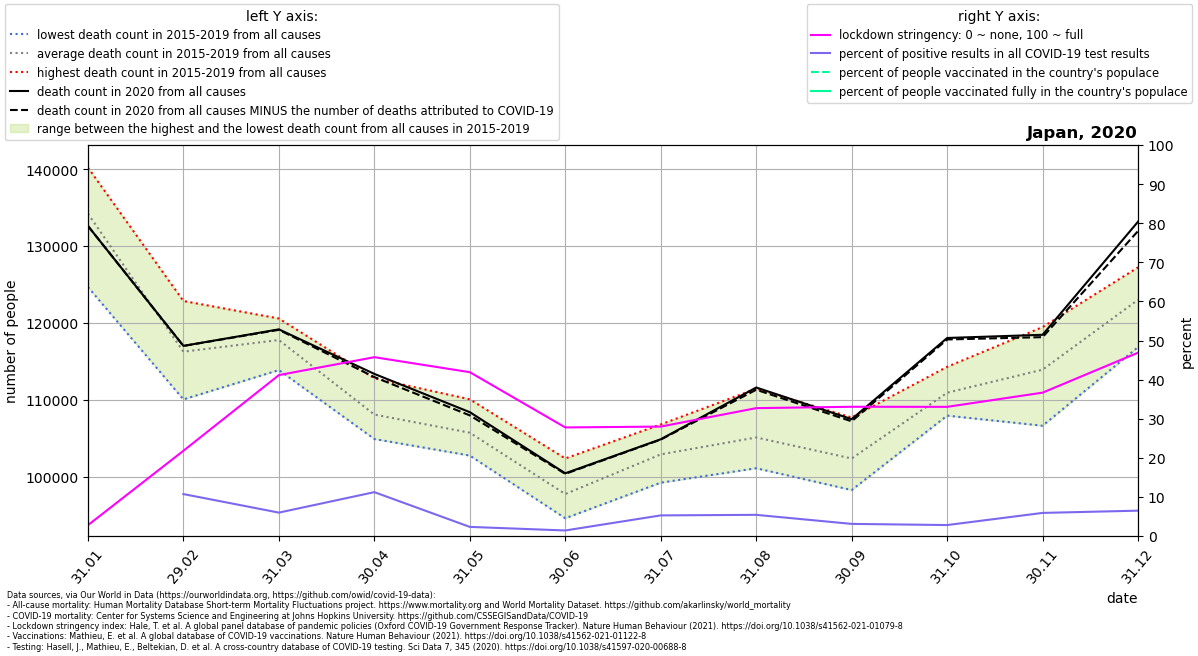 left Y axis:
lowest death count in 2015-2019 from all causes
average death count in 2015-2019 from all causes
highest death count in 2015-2019 from all causes
death count in 2020 from all causes
death count in 2020 from all causes MINUS the number of deaths attributed to COVID-19
range between the highest and the lowest death count from all causes in 2015-2019
right Y axis:
lockdown stringency: 0 ~ none, 100 ~ full
percent of positive results in all COVID-19 test results
percent of people vaccinated in the country's populace
percent of people vaccinated fully in the country's populace
Japan, 2020
number of people
140000
130000
120000
110000
100000
100
90
80
70
60
50
40
30
20
10
0
percent
31.01
29.02
31.03
30.04
31.05
30.06
31.07
31.08
30.09
31.10
30.11
31.12
date
Data sources, via Our World in Data (https://ourworldindata.org, https://github.com/owid/covid-19-data):
- All-cause mortality: Human Mortality Database Short-term Mortality Fluctuations project. https://www.mortality.org and World Mortality Dataset. https://github.com/akarlinsky/world_mortality
- COVID-19 mortality: Center for Systems Science and Engineering at Johns Hopkins University. https://github.com/CSSEGISandData/COVID-19
- Lockdown stringency index: Hale, T. et al. A global panel database of pandemic policies (Oxford COVID-19 Government Response Tracker). Nature Human Behaviour (2021). https://doi.org/10.1038/s41562-021-01079-8
- Vaccinations: Mathieu, E. et al. A global database of COVID-19 vaccinations. Nature Human Behaviour (2021). https://doi.org/10.1038/s41562-021-01122-8
- Testing: Hasell, J., Mathieu, E., Beltekian, D. et al. A cross-country database of COVID-19 testing. Sci Data 7, 345 (2020). https://doi.org/10.1038/s41597-020-00688-8